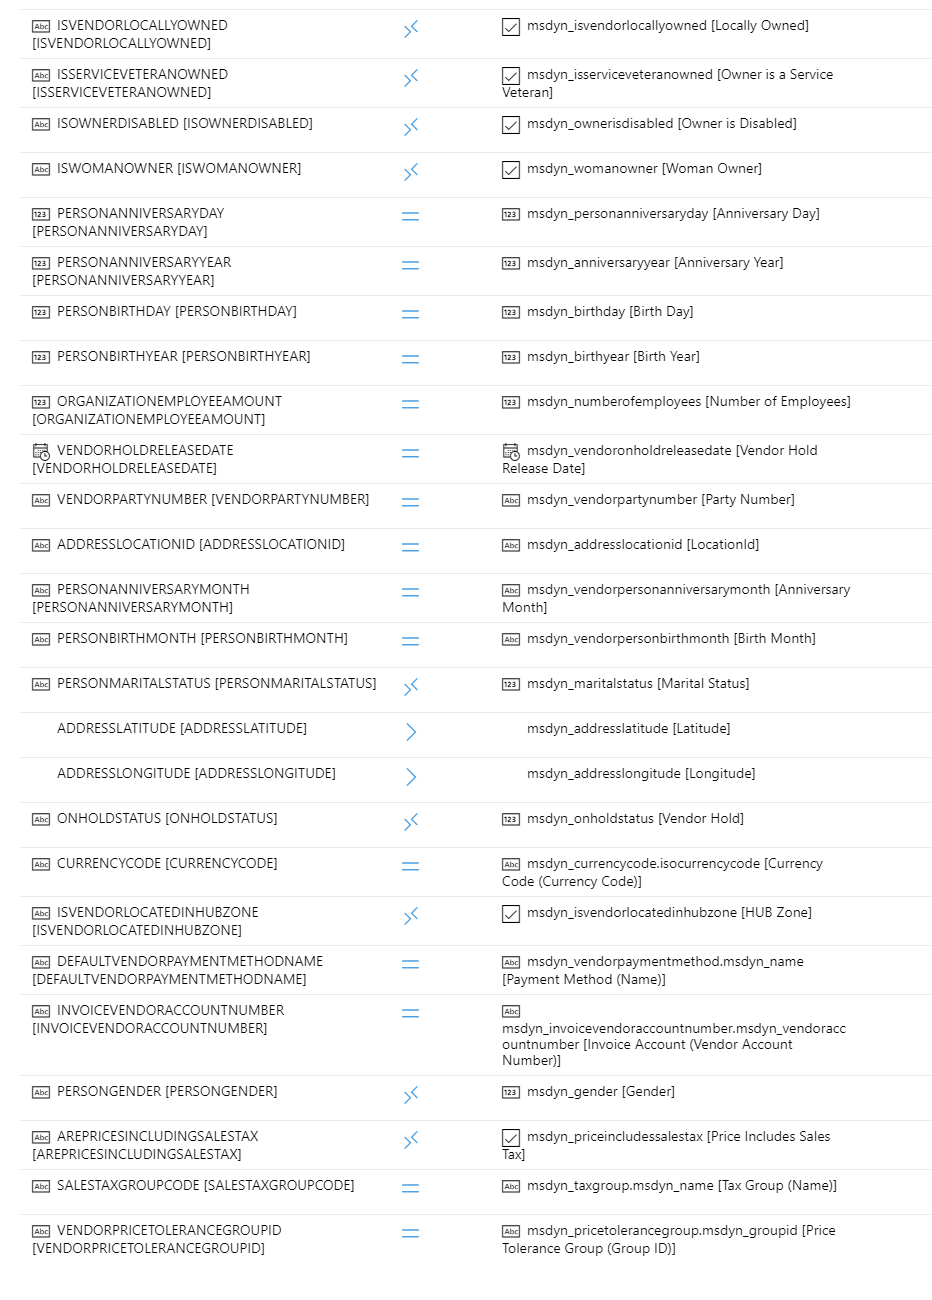 Abc ISVENDORLOCALLYOWNED
[ISVENDORLOCALLYOWNED]
msdyn_isvendorlocallyowned [Locally Owned]
Abc ISSERVICEVETERANOWNED
[ISSERVICEVETERANOWNED]
msdyn_isserviceveteranowned [Owner is a Service
Veteran]
Abc ISOWNERDISABLED [ISOWNERDISABLED]
msdyn_ownerisdisabled [Owner is Disabled]
Abc ISWOMANOWNER [ISWOMANOWNER]
msdyn_womanowner [Woman Owner]
123 PERSONANNIVERSARYDAY
[PERSONANNIVERSARYDAY]
123 msdyn_personanniversaryday [Anniversary Day]
123 PERSONANNIVERSARYYEAR
[PERSONANNIVERSARYYEAR]
123 msdyn_anniversaryyear [Anniversary Year]
123 PERSONBIRTHDAY [PERSONBIRTHDAY]
123 msdyn_birthday [Birth Day]
123 PERSONBIRTHYEAR [PERSONBIRTHYEAR]
123 msdyn_birthyear [Birth Year]
123 ORGANIZATIONEMPLOYEEAMOUNT
[ORGANIZATIONEMPLOYEEAMOUNT]
123 msdyn_numberofemployees [Number of Employees]
VENDORHOLDRELEASEDATE
[VENDORHOLDRELEASEDATE]
msdyn_vendoronholdreleasedate [Vendor Hold
Release Date]
Abc VENDORPARTYNUMBER [VENDORPARTYNUMBER]
Abc msdyn_vendorpartynumber [Party Number]
Abc ADDRESSLOCATIONID [ADDRESSLOCATIONID]
Abc msdyn_addresslocationid [LocationId]
Abc PERSONANNIVERSARYMONTH
[PERSONANNIVERSARYMONTH]
Abc msdyn_vendorpersonanniversarymonth [Anniversary
Month]
Abc PERSONBIRTHMONTH [PERSONBIRTHMONTH]
Abc msdyn_vendorpersonbirthmonth [Birth Month]
Abc PERSONMARITALSTATUS [PERSONMARITALSTATUS]
123 msdyn_maritalstatus [Marital Status]
ADDRESSLATITUDE [ADDRESSLATITUDE]
msdyn_addresslatitude [Latitude]
ADDRESSLONGITUDE [ADDRESSLONGITUDE]
msdyn_addresslongitude [Longitude]
Abc ONHOLDSTATUS [ONHOLDSTATUS]
123 msdyn_onholdstatus [Vendor Hold]
Abc CURRENCYCODE [CURRENCYCODE]
Abc msdyn_currencycode.isocurrencycode [Currency
Code (Currency Code)]
Abc ISVENDORLOCATEDINHUBZONE
[ISVENDORLOCATEDINHUBZONE]
msdyn_isvendorlocatedinhubzone [HUB Zone]
Abc DEFAULTVENDORPAYMENTMETHODNAME
[DEFAULTVENDORPAYMENTMETHODNAME]
Abc msdyn_vendorpaymentmethod.msdyn_name
[Payment Method (Name)]
Abc INVOICEVENDORACCOUNTNUMBER
[INVOICEVENDORACCOUNTNUMBER]
Abc
msdyn_invoicevendoraccountnumber.msdyn_vendoracc
ountnumber [Invoice Account (Vendor Account
Number)]
Abc PERSONGENDER [PERSONGENDER]
123 msdyn_gender [Gender]
Abc AREPRICESINCLUDINGSALESTAX
[AREPRICESINCLUDINGSALESTAX]
msdyn_priceincludessalestax [Price Includes Sales
Tax]
Abc SALESTAXGROUPCODE [SALESTAXGROUPCODE]
Abc msdyn_taxgroup.msdyn_name [Tax Group (Name)]
Abc VENDORPRICETOLERANCEGROUPID
[VENDORPRICETOLERANCEGROUPID]
Abc msdyn_pricetolerancegroup.msdyn_groupid [Price
Tolerance Group (Group ID)]